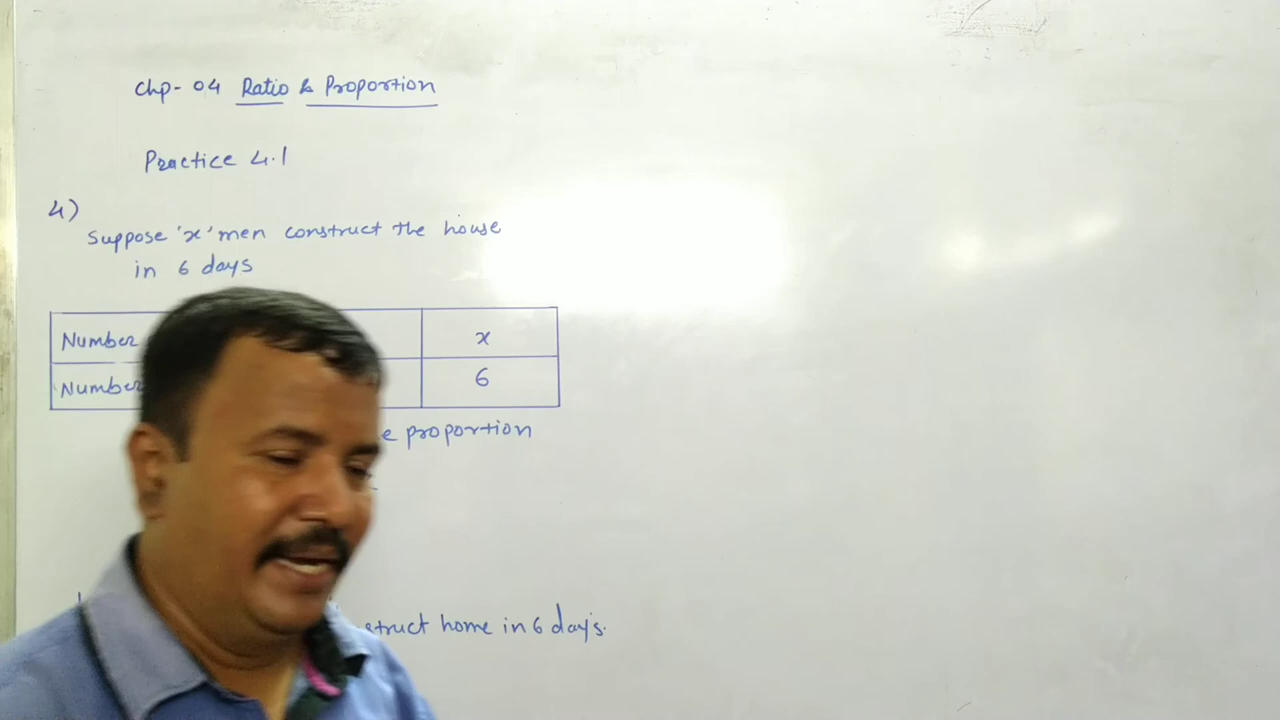 Chp- 04 Ratio & Proportion
Practice 4.1
4)
Suppose 'x' men construct the house
in 6 days
Number x
Number 6
proportion
home in 6 days.